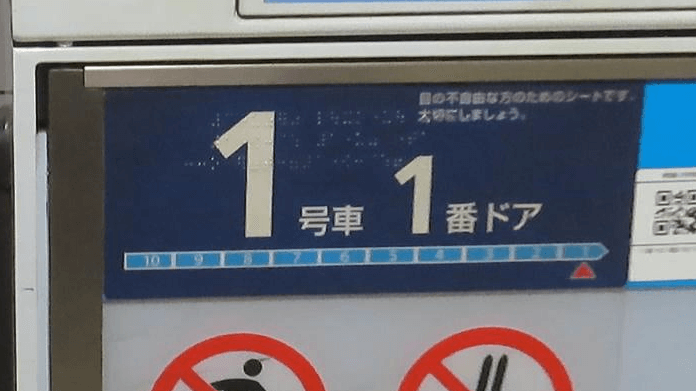 目の不自由な方のためのシートです。
大切にしましょう。
1号車 1番ドア
10 9 8 7 6 5 4 3 2 1